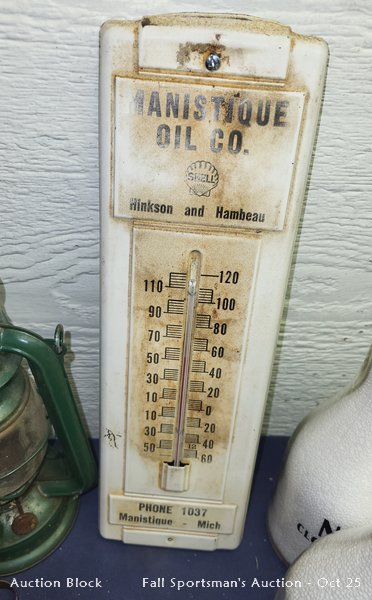 MANISTIQUE
OIL CO.
SHELL
Hinkson and Hambeau
120
110
100
90
80
70
60
50
40
30
20
10
0
10
20
30
40
50
60
12
PHONE 1037
Manistique - Mich
Auction Block
Fall Sportsman's Auction - Oct 25